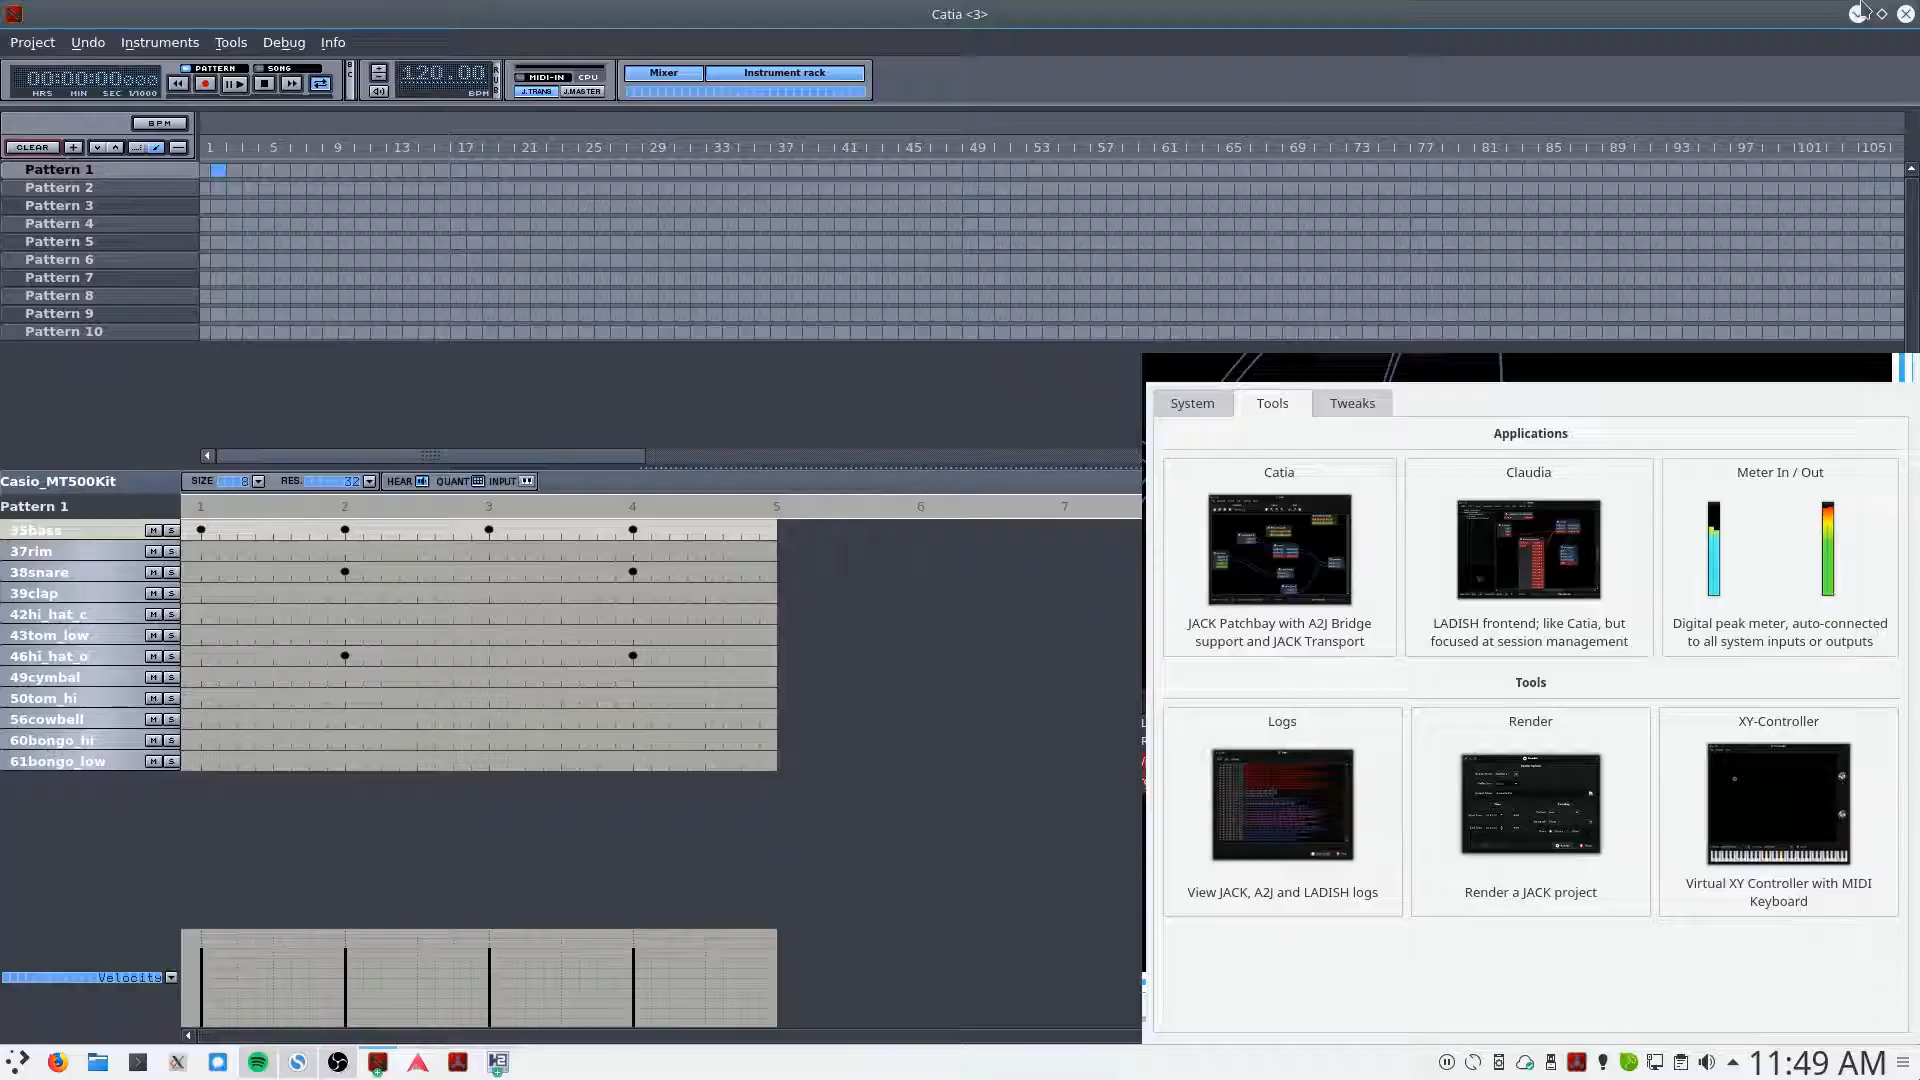 Catia <3>
Project Undo Instruments Tools Debug Info
PATTERN SONG
00:00:00:000
HRS MIN SEC 1/1000
120.00
BPM
RUB
MIDI-IN CPU
J.TRANS J.MASTER
Mixer Instrument rack
BPM
CLEAR
1 5 9 13 17 21 25 29 33 37 41 45 49 53 57 61 65 69 73 77 81 85 89 93 97 101 105
Pattern 1
Pattern 2
Pattern 3
Pattern 4
Pattern 5
Pattern 6
Pattern 7
Pattern 8
Pattern 9
Pattern 10
Casio_MT500Kit SIZE 8 RES. 32 HEAR QUANT INPUT
Pattern 1 1 2 3 4 5 6 7
35bass M S
37rim M S
38snare M S
39clap M S
42hi_hat_c M S
43tom_low M S
46hi_hat_o M S
49cymbal M S
50tom_hi M S
56cowbell M S
60bongo_hi M S
61bongo_low M S
Velocity
System Tools Tweaks
Applications
Catia
JACK Patchbay with A2J Bridge
support and JACK Transport
Claudia
LADISH frontend; like Catia, but
focused at session management
Meter In / Out
Digital peak meter, auto-connected
to all system inputs or outputs
Tools
Logs
View JACK, A2J and LADISH logs
Render
Render a JACK project
XY-Controller
Virtual XY Controller with MIDI
Keyboard
11:49 AM